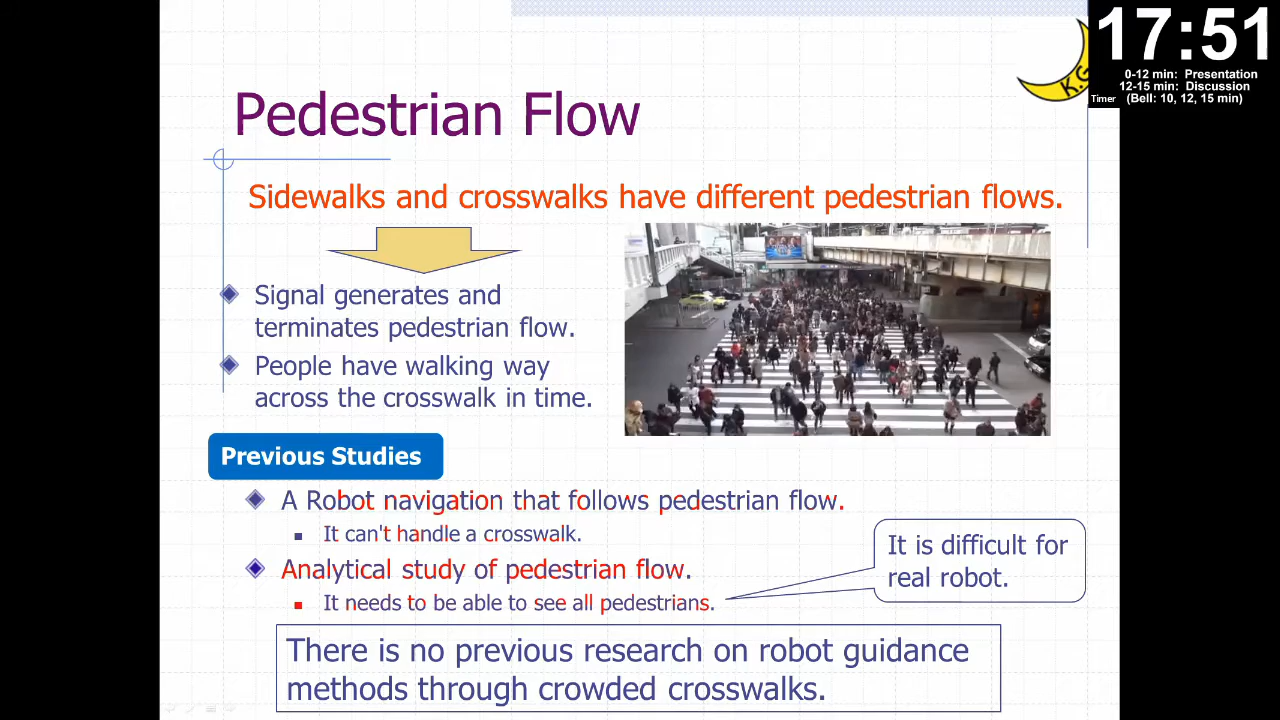 17:51
0-12 min: Presentation
12-15 min: Discussion
Timer
(Bell: 10, 12, 15 min)
K.G
Pedestrian Flow
Sidewalks and crosswalks have different pedestrian flows.
Signal generates and
terminates pedestrian flow.
People have walking way
across the crosswalk in time.
Previous Studies
A Robot navigation that follows pedestrian flow.
It can't handle a crosswalk.
Analytical study of pedestrian flow.
It needs to be able to see all pedestrians.
It is difficult for
real robot.
There is no previous research on robot guidance
methods through crowded crosswalks.